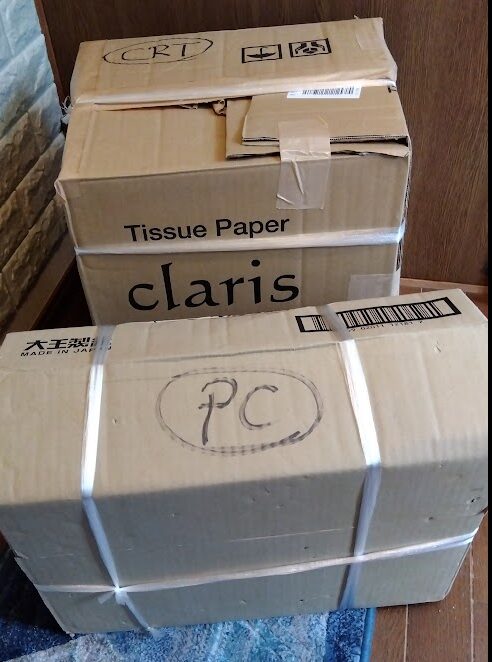 CRT
Tissue Paper
claris
大王製
MADE IN JAPAN
PC